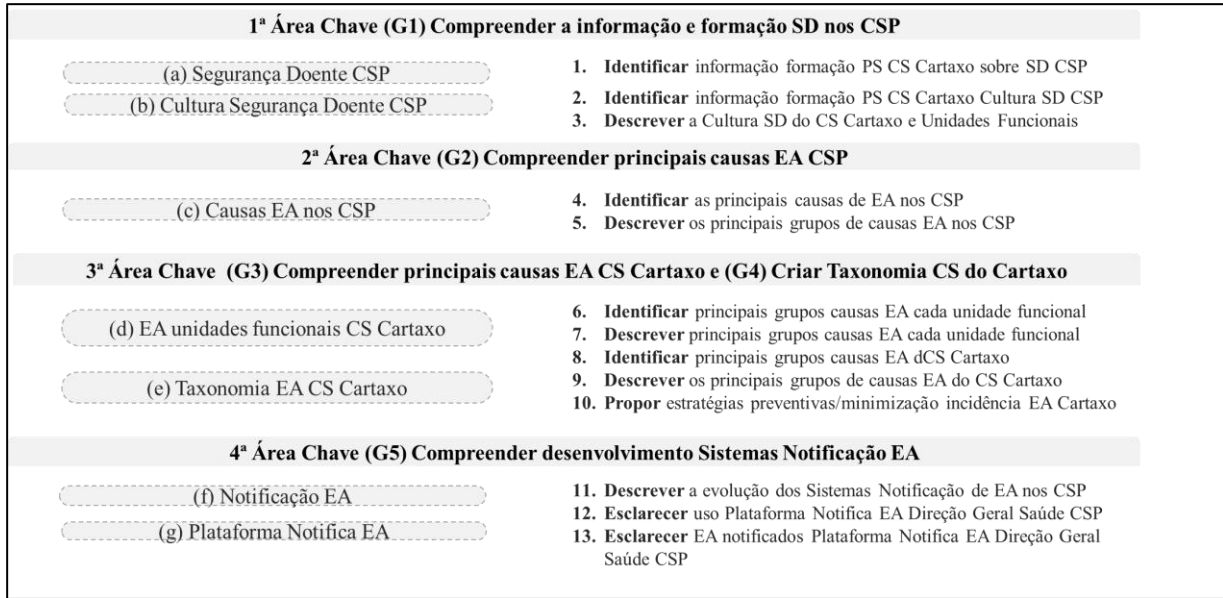 1ª Área Chave (G1) Compreender a informação e formação SD nos CSP
(a) Segurança Doente CSP
(b) Cultura Segurança Doente CSP
1. Identificar informação formação PS CS Cartaxo sobre SD CSP
2. Identificar informação formação PS CS Cartaxo Cultura SD CSP
3. Descrever a Cultura SD do CS Cartaxo e Unidades Funcionais
2ª Área Chave (G2) Compreender principais causas EA CSP
(c) Causas EA nos CSP
4. Identificar as principais causas de EA nos CSP
5. Descrever os principais grupos de causas EA nos CSP
3ª Área Chave (G3) Compreender principais causas EA CS Cartaxo e (G4) Criar Taxonomia CS do Cartaxo
(d) EA unidades funcionais CS Cartaxo
(e) Taxonomia EA CS Cartaxo
6. Identificar principais grupos causas EA cada unidade funcional
7. Descrever principais grupos causas EA cada unidade funcional
8. Identificar principais grupos causas EA dCS Cartaxo
9. Descrever os principais grupos de causas EA do CS Cartaxo
10. Propor estratégias preventivas/minimização incidência EA Cartaxo
4ª Área Chave (G5) Compreender desenvolvimento Sistemas Notificação EA
(f) Notificação EA
(g) Plataforma Notifica EA
11. Descrever a evolução dos Sistemas Notificação de EA nos CSP
12. Esclarecer uso Plataforma Notifica EA Direção Geral Saúde CSP
13. Esclarecer EA notificados Plataforma Notifica EA Direção Geral
Saúde CSP